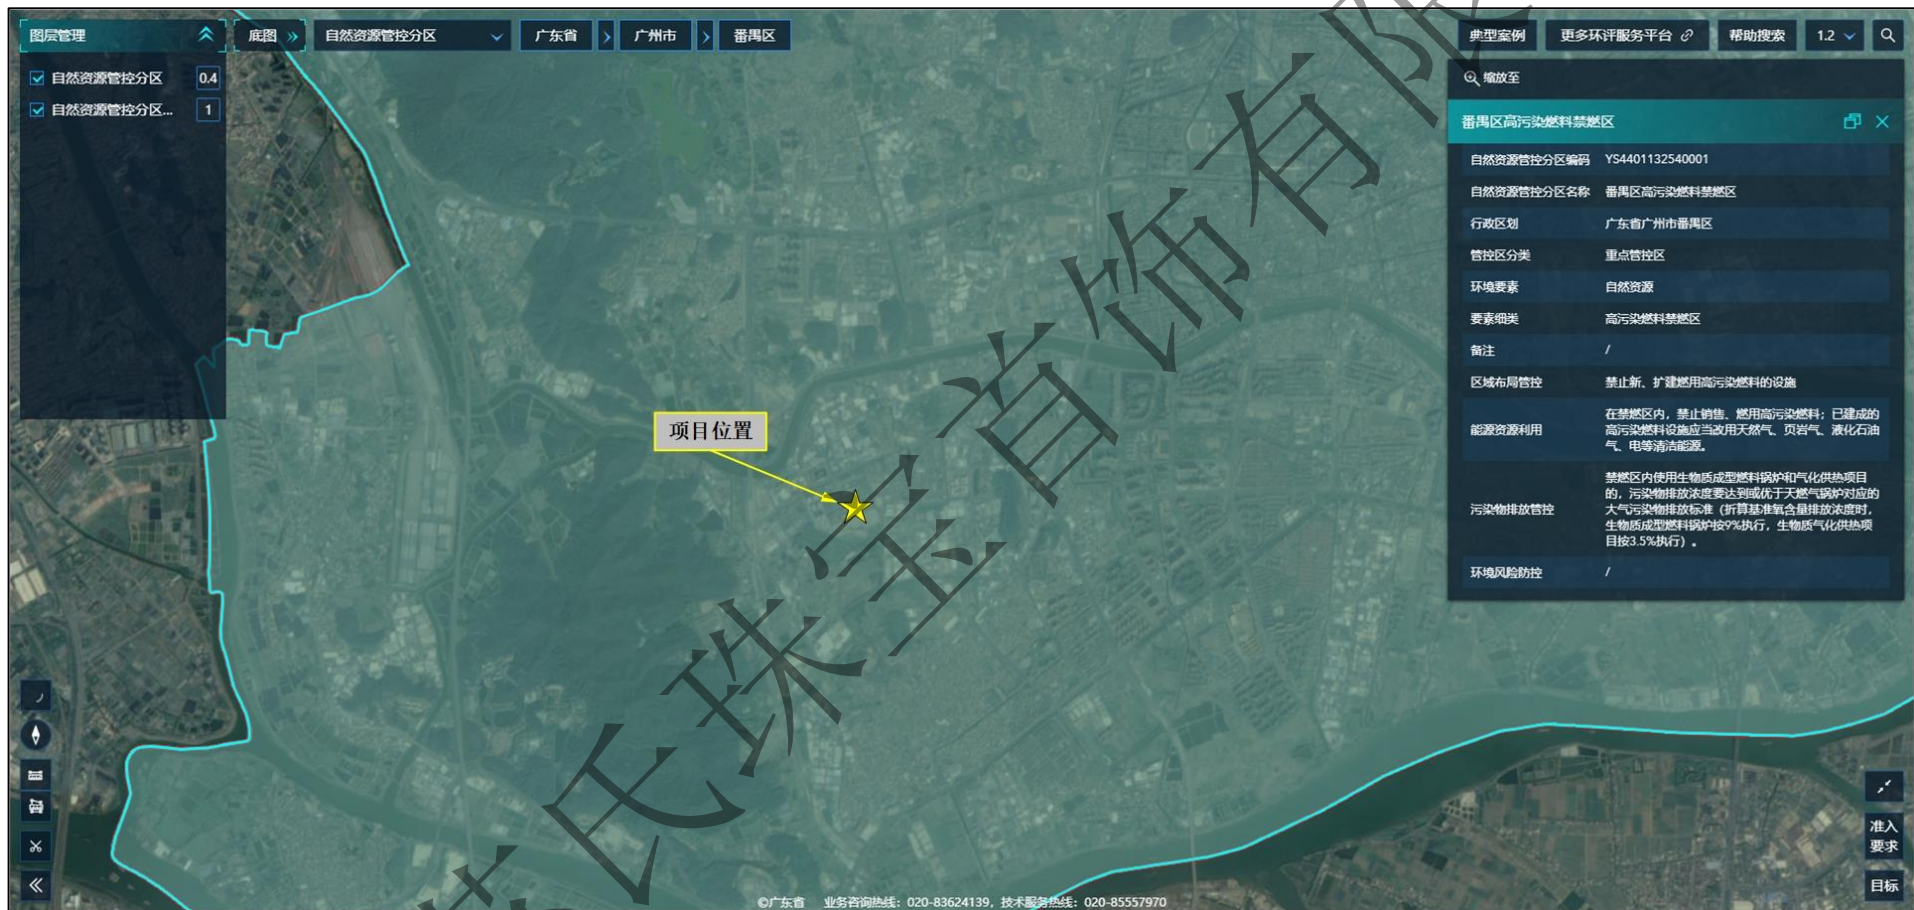 图层管理
底图 »
自然资源管控分区
广东省
广州市
番禺区
典型案例
更多环评服务平台
帮助搜索
1.2
自然资源管控分区 0.4
自然资源管控分区... 1
缩放至
番禺区高污染燃料禁燃区
自然资源管控分区编码 YS4401132540001
自然资源管控分区名称 番禺区高污染燃料禁燃区
行政区划 广东省广州市番禺区
管控区分类 重点管控区
环境要素 自然资源
要素细类 高污染燃料禁燃区
备注 /
区域布局管控 禁止新、扩建燃用高污染燃料的设施
能源资源利用 在禁燃区内，禁止销售、燃用高污染燃料；已建成的
高污染燃料设施应当改用天然气、页岩气、液化石油
气、电等清洁能源。
污染物排放管控 禁燃区内使用生物质成型燃料锅炉和气化供热项目
的，污染物排放浓度要达到或优于天然气锅炉对应的
大气污染物排放标准（折算基准氧含量排放浓度时，
生物质成型燃料锅炉按9%执行，生物质气化供热项
目按3.5%执行）。
环境风险防控 /
项目位置
氏珠宝首饰有限
准入
要求
目标
©广东省 业务咨询热线：020-83624139，技术服务热线：020-85557970